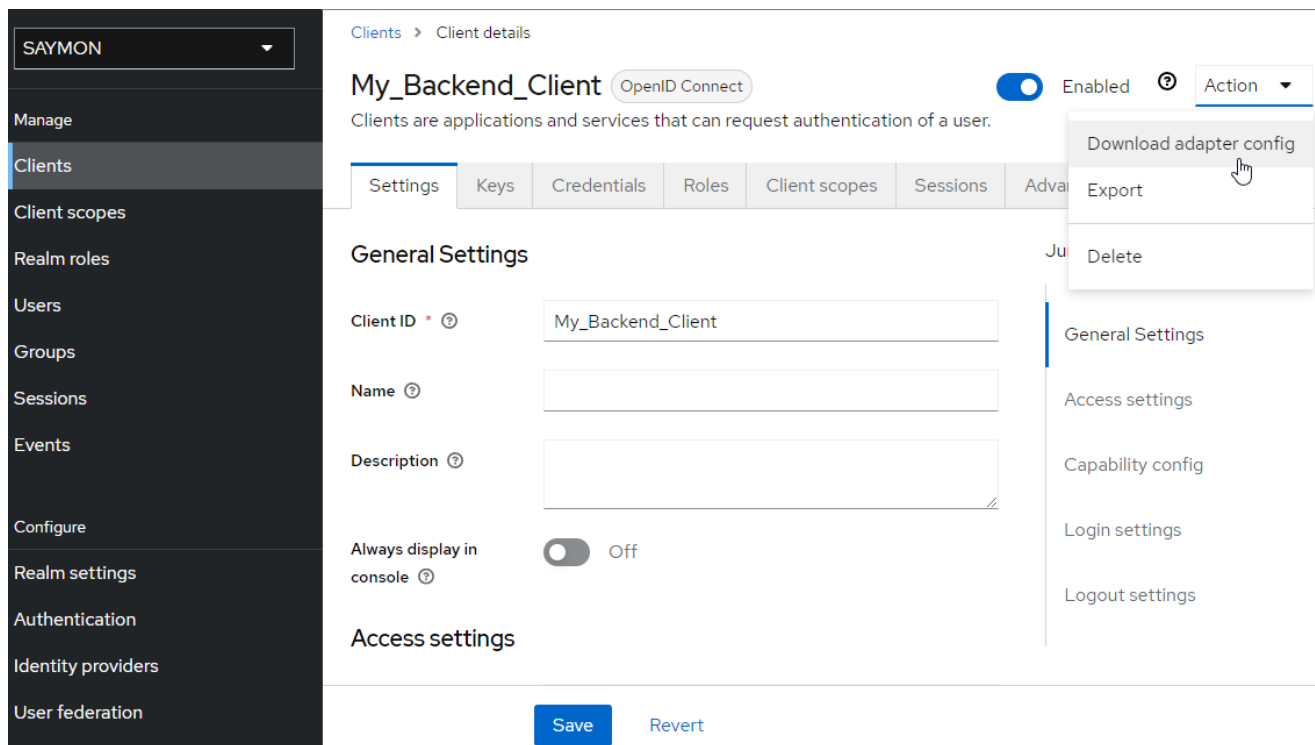 SAYMON
Manage
Clients
Client scopes
Realm roles
Users
Groups
Sessions
Events
Configure
Realm settings
Authentication
Identity providers
User federation
Clients > Client details
My_Backend_Client OpenID Connect
Enabled
Action
Clients are applications and services that can request authentication of a user.
Download adapter config
Export
Delete
Settings Keys Credentials Roles Client scopes Sessions Adva
Ju
General Settings
Client ID * My_Backend_Client
Name
Description
Always display in
console
Off
Access settings
General Settings
Access settings
Capability config
Login settings
Logout settings
Save Revert